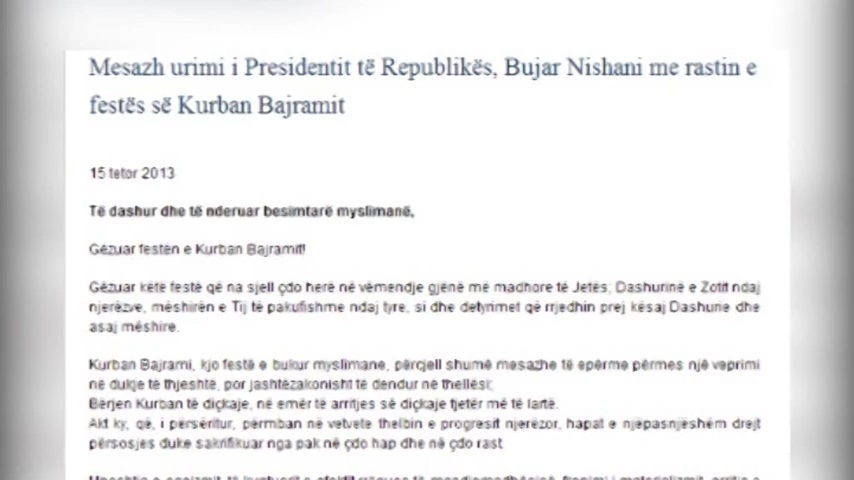 Mesazh urimi i Presidentit të Republikës, Bujar Nishani me rastin e
festës së Kurban Bajramit
15 tetor 2013
Të dashur dhe të nderuar besimtarë myslimanë,
Gëzuar festën e Kurban Bajramit!
Gëzuar këtë festë që na sjell çdo herë në vëmendje gjënë më madhore të Jetës; Dashurinë e Zotit ndaj
njerëzve, mëshirën e Tij të pakufishme ndaj tyre, si dhe detyrimet që rrjedhin prej kësaj Dashurie dhe
asaj mëshire.
Kurban Bajrami, kjo festë e bukur myslimane, përcjell shumë mesazhe të epërme përmes një veprimi
në dukje të thjeshtë, por jashtëzakonisht të dendur në thellësi;
Bërjen Kurban të diçkaje, në emër të arritjes së diçkaje tjetër më të lartë.
Akt ky, që, i përsëritur, përmban në vetvete thelbin e progresit njerëzor, hapat e njëpasnjëshëm drejt
përsosjes duke sakrifikuar nga pak në çdo hap dhe në çdo rast